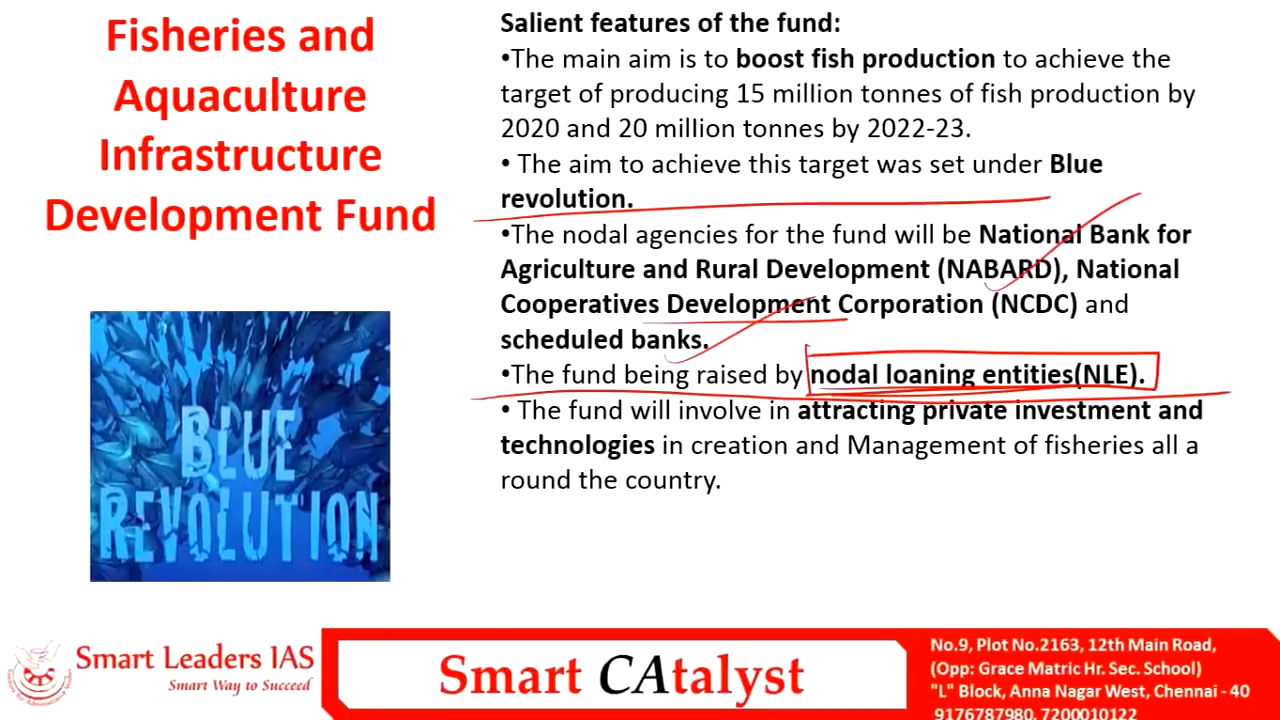 Fisheries and
Aquaculture
Infrastructure
Development Fund
Salient features of the fund:
•The main aim is to boost fish production to achieve the
target of producing 15 million tonnes of fish production by
2020 and 20 million tonnes by 2022-23.
• The aim to achieve this target was set under Blue
revolution.
•The nodal agencies for the fund will be National Bank for
Agriculture and Rural Development (NABARD), National
Cooperatives Development Corporation (NCDC) and
scheduled banks.
•The fund being raised by nodal loaning entities(NLE).
• The fund will involve in attracting private investment and
technologies in creation and Management of fisheries all a
round the country.
BLUE
REVOLUTION
Smart Leaders IAS
Smart Way to Succeed
Smart CAtalyst
No.9, Plot No.2163, 12th Main Road,
(Opp: Grace Matric Hr. Sec. School)
"L" Block, Anna Nagar West, Chennai - 40
9176787980, 7200010122